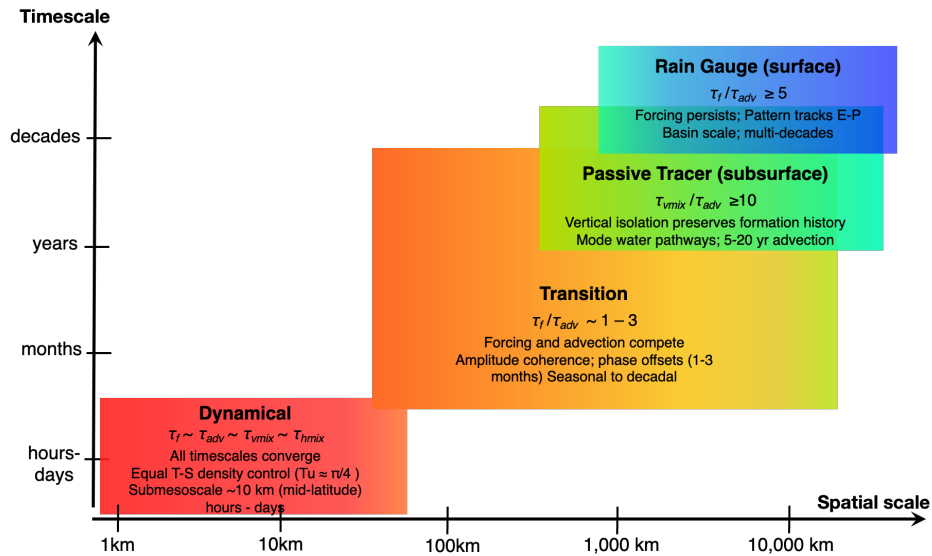 Timescale
Rain Gauge (surface)
τf /τadv ≥ 5
Forcing persists; Pattern tracks E-P
Basin scale; multi-decades
decades
Passive Tracer (subsurface)
τvmix /τadv ≥10
Vertical isolation preserves formation history
Mode water pathways; 5-20 yr advection
years
Transition
τf /τadv ~ 1 – 3
Forcing and advection compete
Amplitude coherence; phase offsets (1-3
months) Seasonal to decadal
months
Dynamical
τf ~ τadv ~ τvmix ~ τhmix
All timescales converge
Equal T-S density control (Tu ≈ π/4 )
Submesoscale ~10 km (mid-latitude)
hours - days
hours-
days
Spatial scale
1km
10km
100km
1,000 km
10,000 km